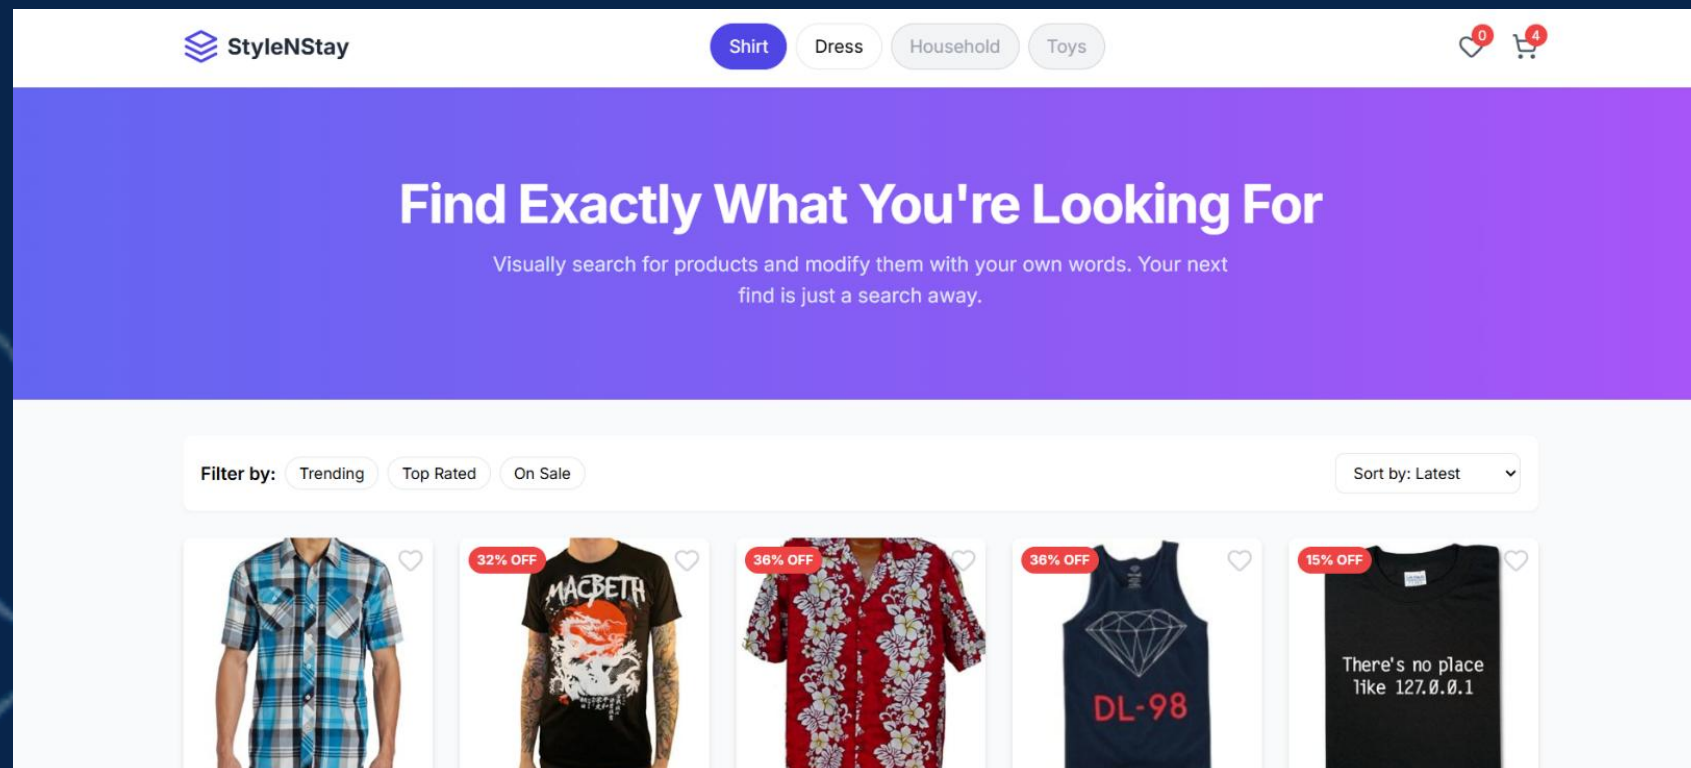 StyleNStay
Shirt
Dress
Household
Toys
0
4
Find Exactly What You're Looking For
Visually search for products and modify them with your own words. Your next
find is just a search away.
Filter by:
Trending
Top Rated
On Sale
Sort by: Latest
32% OFF
MACBETH
36% OFF
36% OFF
DL-98
15% OFF
There's no place
like 127.0.0.1